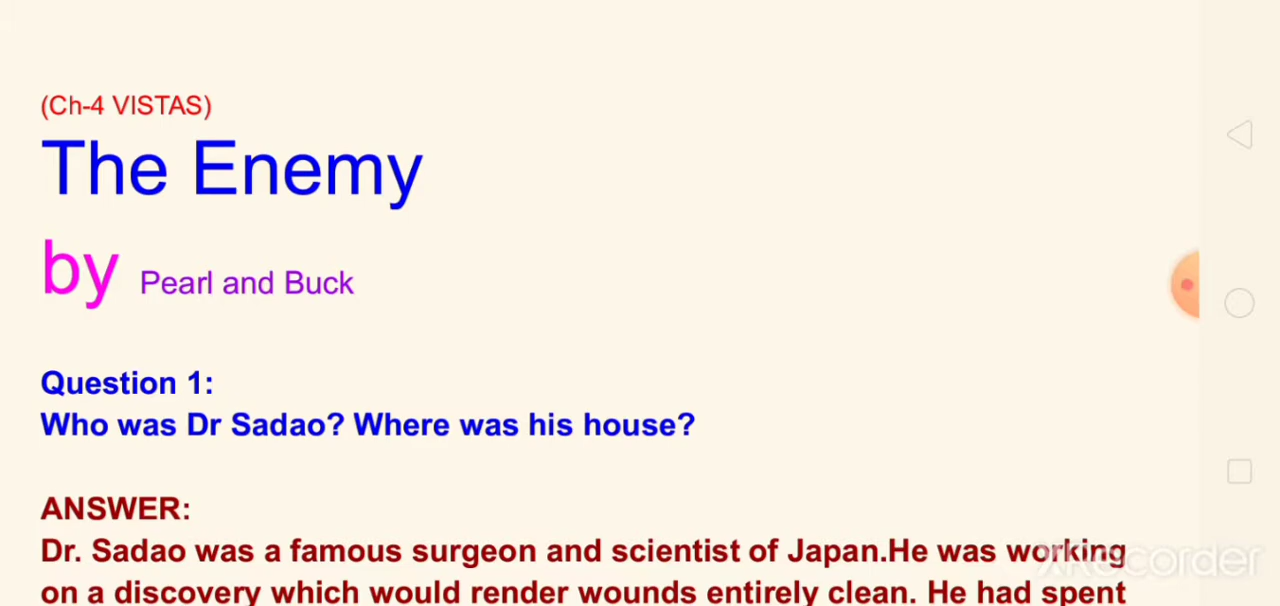 (Ch-4 VISTAS)
The Enemy
by Pearl and Buck
Question 1:
Who was Dr Sadao? Where was his house?
ANSWER:
Dr. Sadao was a famous surgeon and scientist of Japan.He was working
on a discovery which would render wounds entirely clean. He had spent
XRecorder